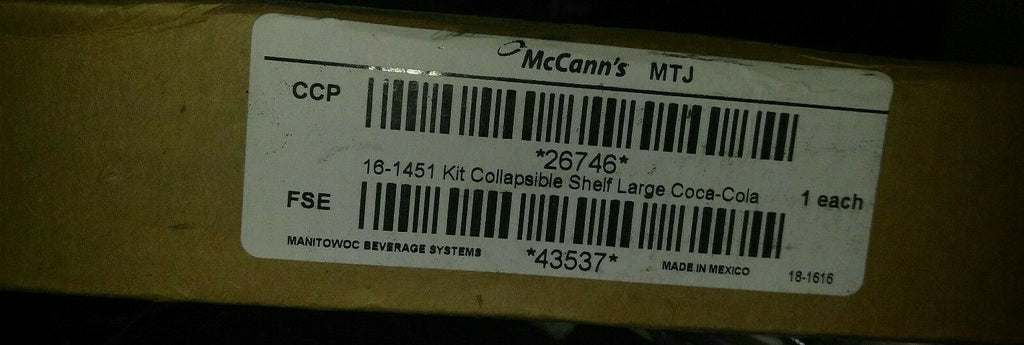 McCann's MTJ
CCP
*26746*
16-1451 Kit Collapsible Shelf Large Coca-Cola 1 each
FSE
MANITOWOC BEVERAGE SYSTEMS *43537* MADE IN MEXICO 18-1616